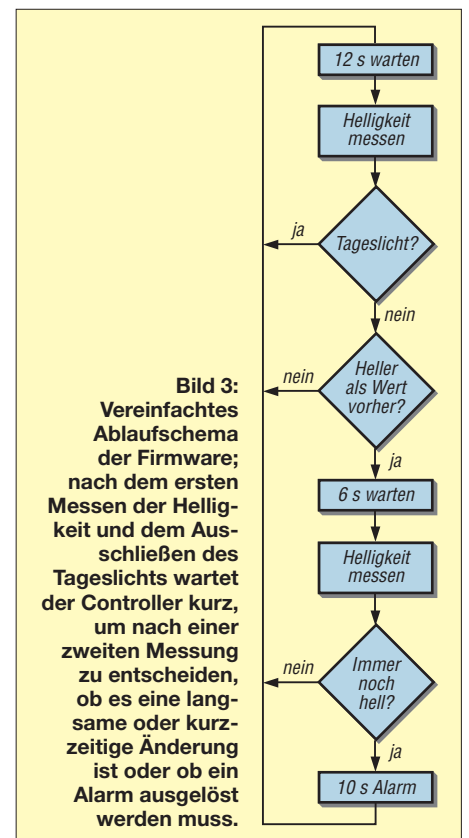 12 s warten
Helligkeit
messen
Tageslicht?
ja
nein
Heller
als Wert
vorher?
nein
ja
6 s warten
Helligkeit
messen
Immer
noch
hell?
nein
ja
10 s Alarm
Bild 3:
Vereinfachtes
Ablaufschema
der Firmware;
nach dem ersten
Messen der Hellig-
keit und dem Aus-
schließen des
Tageslichts wartet
der Controller kurz,
um nach einer
zweiten Messung
zu entscheiden,
ob es eine lang-
same oder kurz-
zeitige Änderung
ist oder ob ein
Alarm ausgelöst
werden muss.